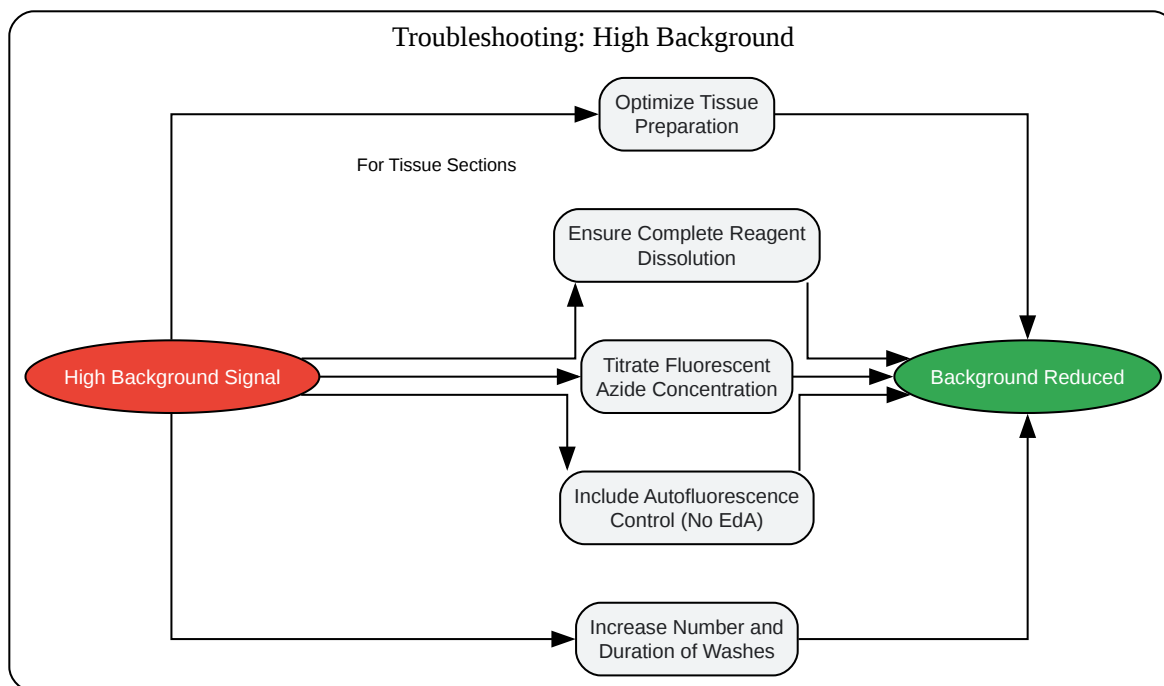 Troubleshooting: High Background
Optimize Tissue
Preparation
For Tissue Sections
Ensure Complete Reagent
Dissolution
High Background Signal
Titrate Fluorescent
Azide Concentration
Background Reduced
Include Autofluorescence
Control (No EdA)
Increase Number and
Duration of Washes